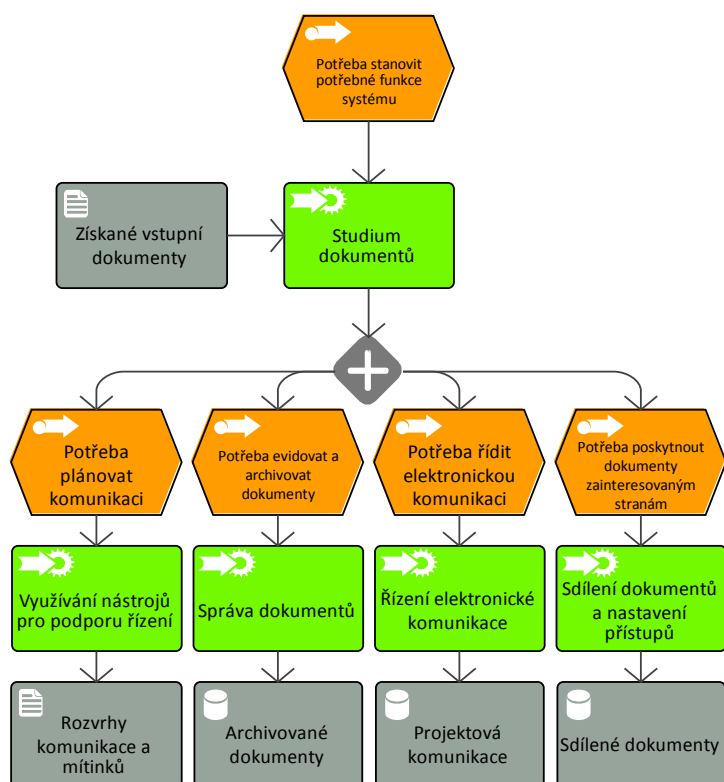 Potřeba stanovit
potřebné funkce
systému
Získané vstupní
dokumenty
Studium
dokumentů
Potřeba
plánovat
komunikaci
Potřeba evidovat a
archivovat
dokumenty
Potřeba řídit
elektronickou
komunikaci
Potřeba poskytnout
dokumenty
zainteresovaným
stranám
Využívání nástrojů
pro podporu řízení
Správa dokumentů
Řízení elektronické
komunikace
Sdílení dokumentů
a nastavení
přístupů
Rozvrhy
komunikace a
mítinků
Archivované
dokumenty
Projektová
komunikace
Sdílené dokumenty